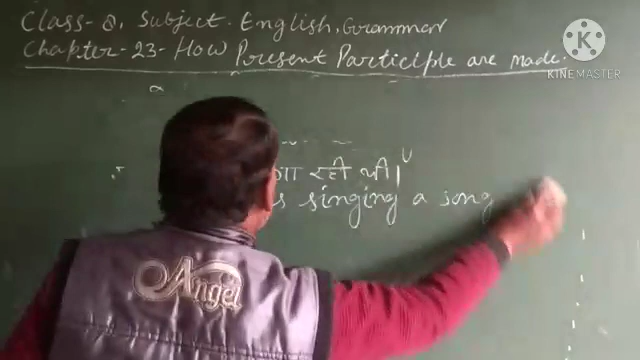 Class-8, Subject. English, Grammar
Chapter-23- How Present Participle are made.
K
KINEMASTER
गा रही थी।
singing a song
Angel